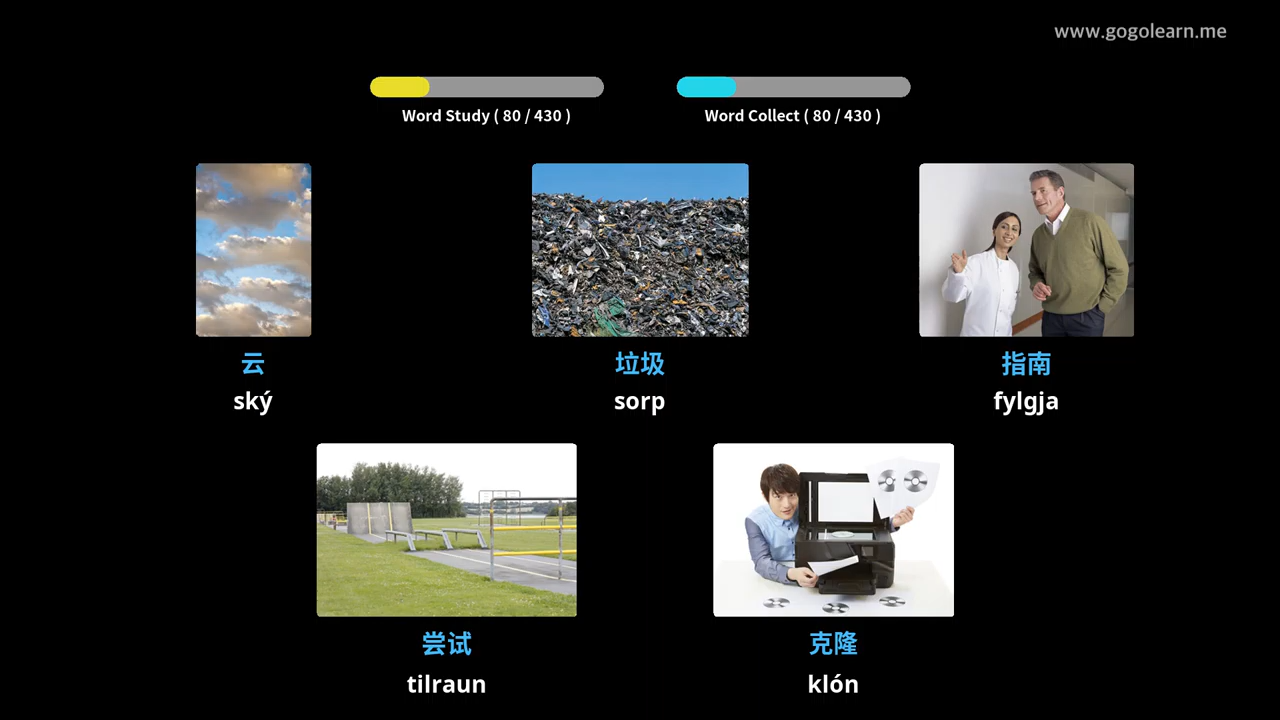 www.gogolearn.me
Word Study ( 80 / 430 )
Word Collect ( 80 / 430 )
云
ský
垃圾
sorp
指南
fylgja
尝试
tilraun
克隆
klón